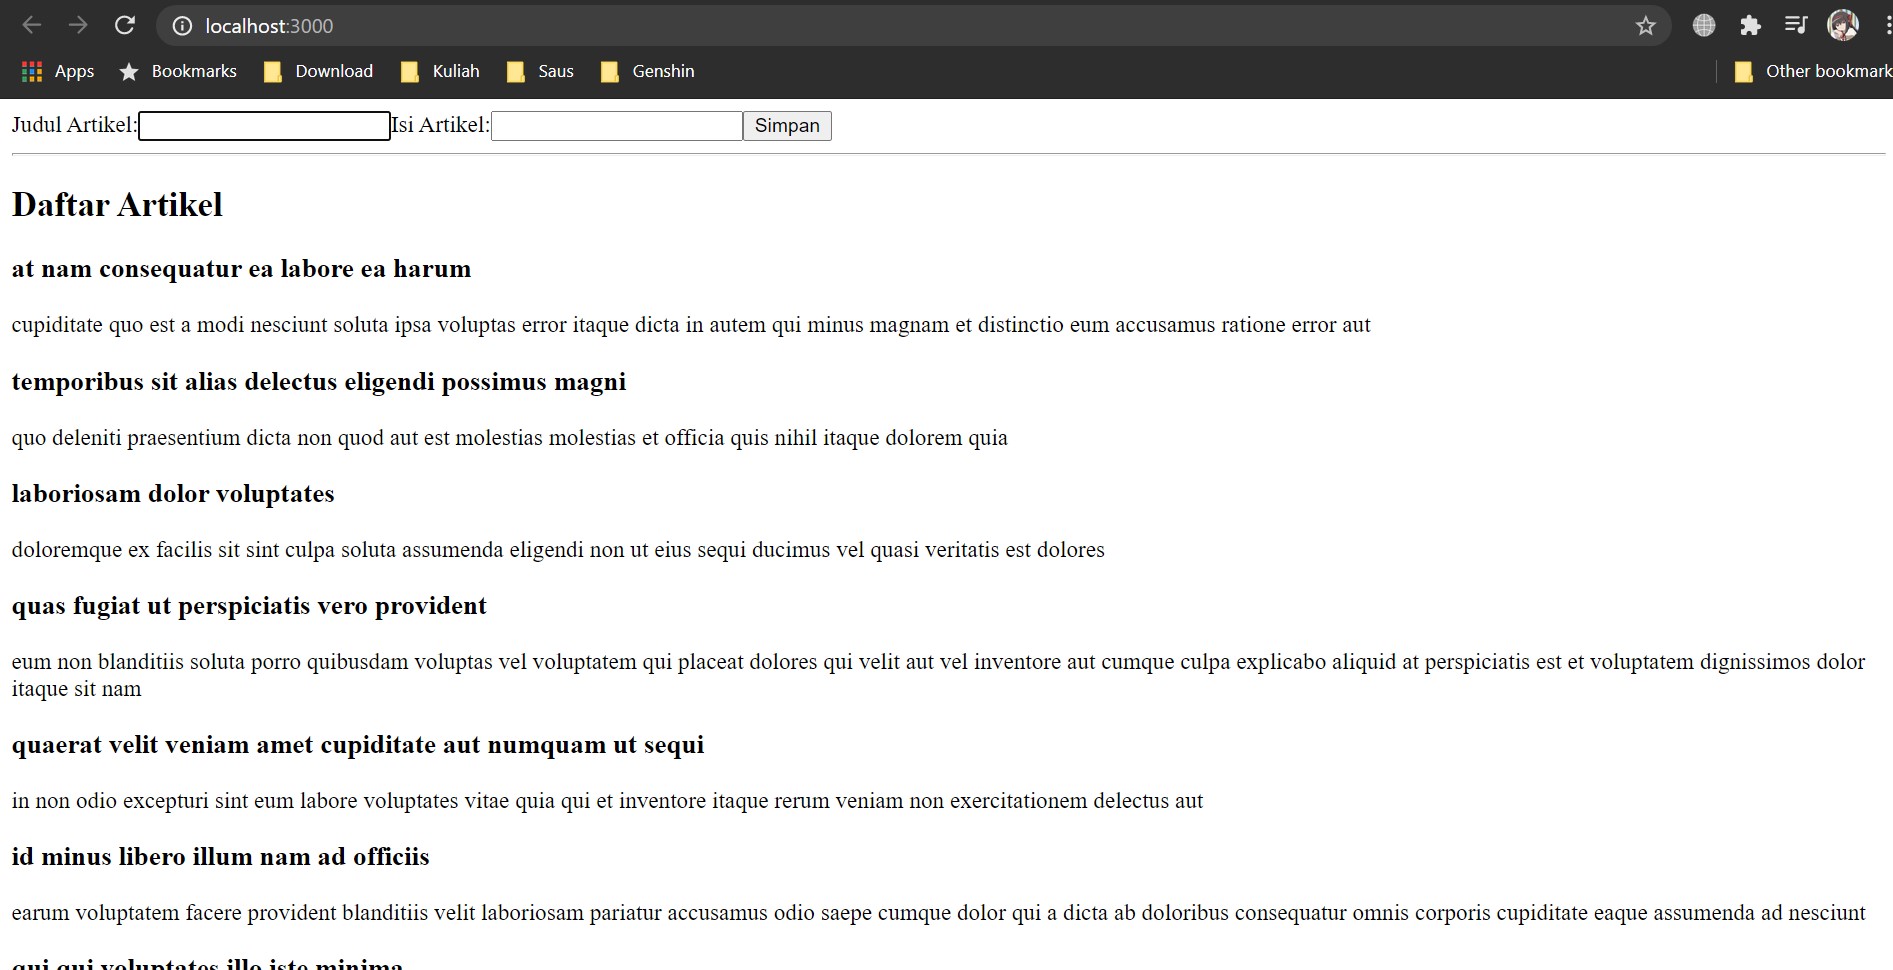 localhost:3000
Apps Bookmarks Download Kuliah Saus Genshin Other bookmark
Judul Artikel: Isi Artikel: Simpan
Daftar Artikel
at nam consequatur ea labore ea harum
cupiditate quo est a modi nesciunt soluta ipsa voluptas error itaque dicta in autem qui minus magnam et distinctio eum accusamus ratione error aut
temporibus sit alias delectus eligendi possimus magni
quo deleniti praesentium dicta non quod aut est molestias molestias et officia quis nihil itaque dolorem quia
laboriosam dolor voluptates
doloremque ex facilis sit sint culpa soluta assumenda eligendi non ut eius sequi ducimus vel quasi veritatis est dolores
quas fugiat ut perspiciatis vero provident
eum non blanditiis soluta porro quibusdam voluptas vel voluptatem qui placeat dolores qui velit aut vel inventore aut cumque culpa explicabo aliquid at perspiciatis est et voluptatem dignissimos dolor
itaque sit nam
quaerat velit veniam amet cupiditate aut numquam ut sequi
in non odio excepturi sint eum labore voluptates vitae quia qui et inventore itaque rerum veniam non exercitationem delectus aut
id minus libero illum nam ad officiis
earum voluptatem facere provident blanditiis velit laboriosam pariatur accusamus odio saepe cumque dolor qui a dicta ab doloribus consequatur omnis corporis cupiditate eaque assumenda ad nesciunt
qui qui voluptates illo iste minima